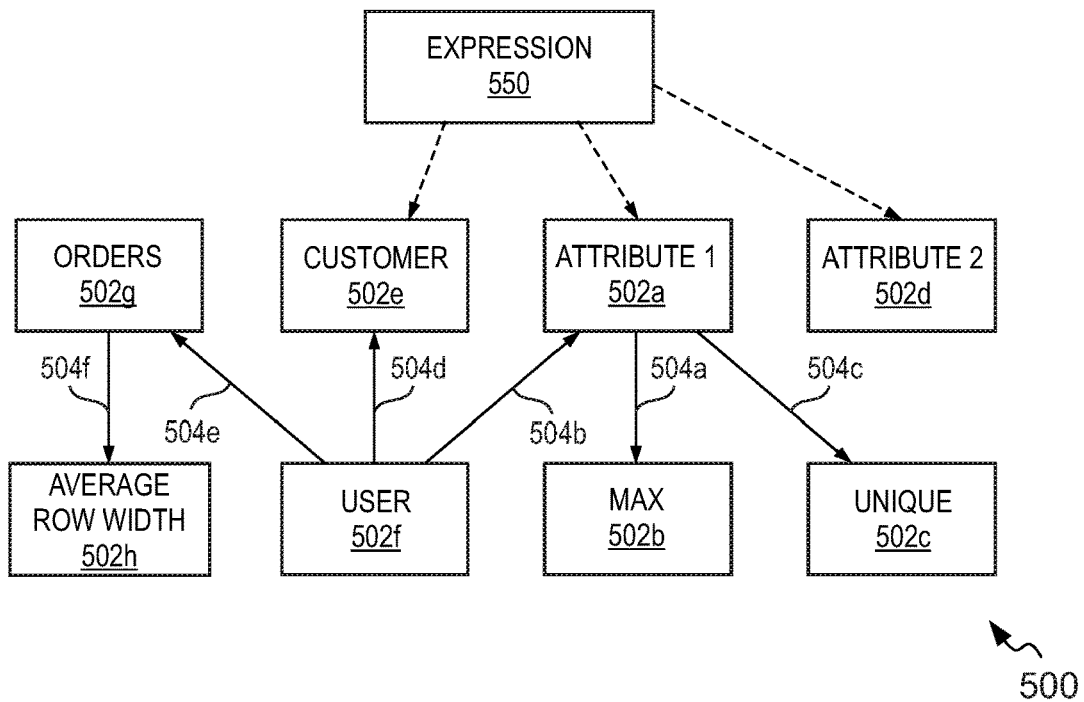 EXPRESSION
550
ORDERS
502g
CUSTOMER
502e
ATTRIBUTE 1
502a
ATTRIBUTE 2
502d
504f
504e
504d
504b
504a
504c
AVERAGE
ROW WIDTH
502h
USER
502f
MAX
502b
UNIQUE
502c
500